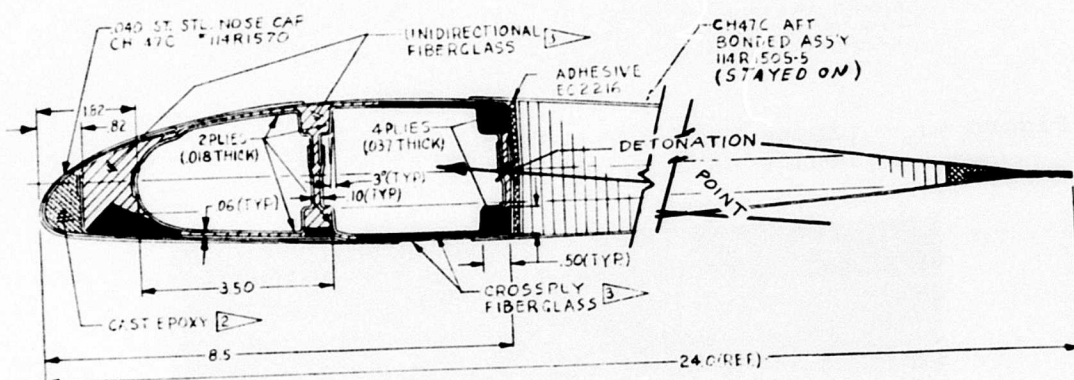 .040 ST. STL. NOSE CAP
CH 47C #114R1570
UNIDIRECTIONAL
FIBERGLASS 3
CH47C AFT
BONDED ASS'Y
114R1505-5
(STAYED ON)
ADHESIVE
EC2216
1.82
.82
2 PLIES
(.018 THICK)
4 PLIES
(.037 THICK)
DETONATION
POINT
3°(TYP)
.10(TYP)
.06(TYP)
.50(TYP)
3.50
CROSSPLY
FIBERGLASS 3
CAST EPOXY 2
8.5
24.0(REF.)